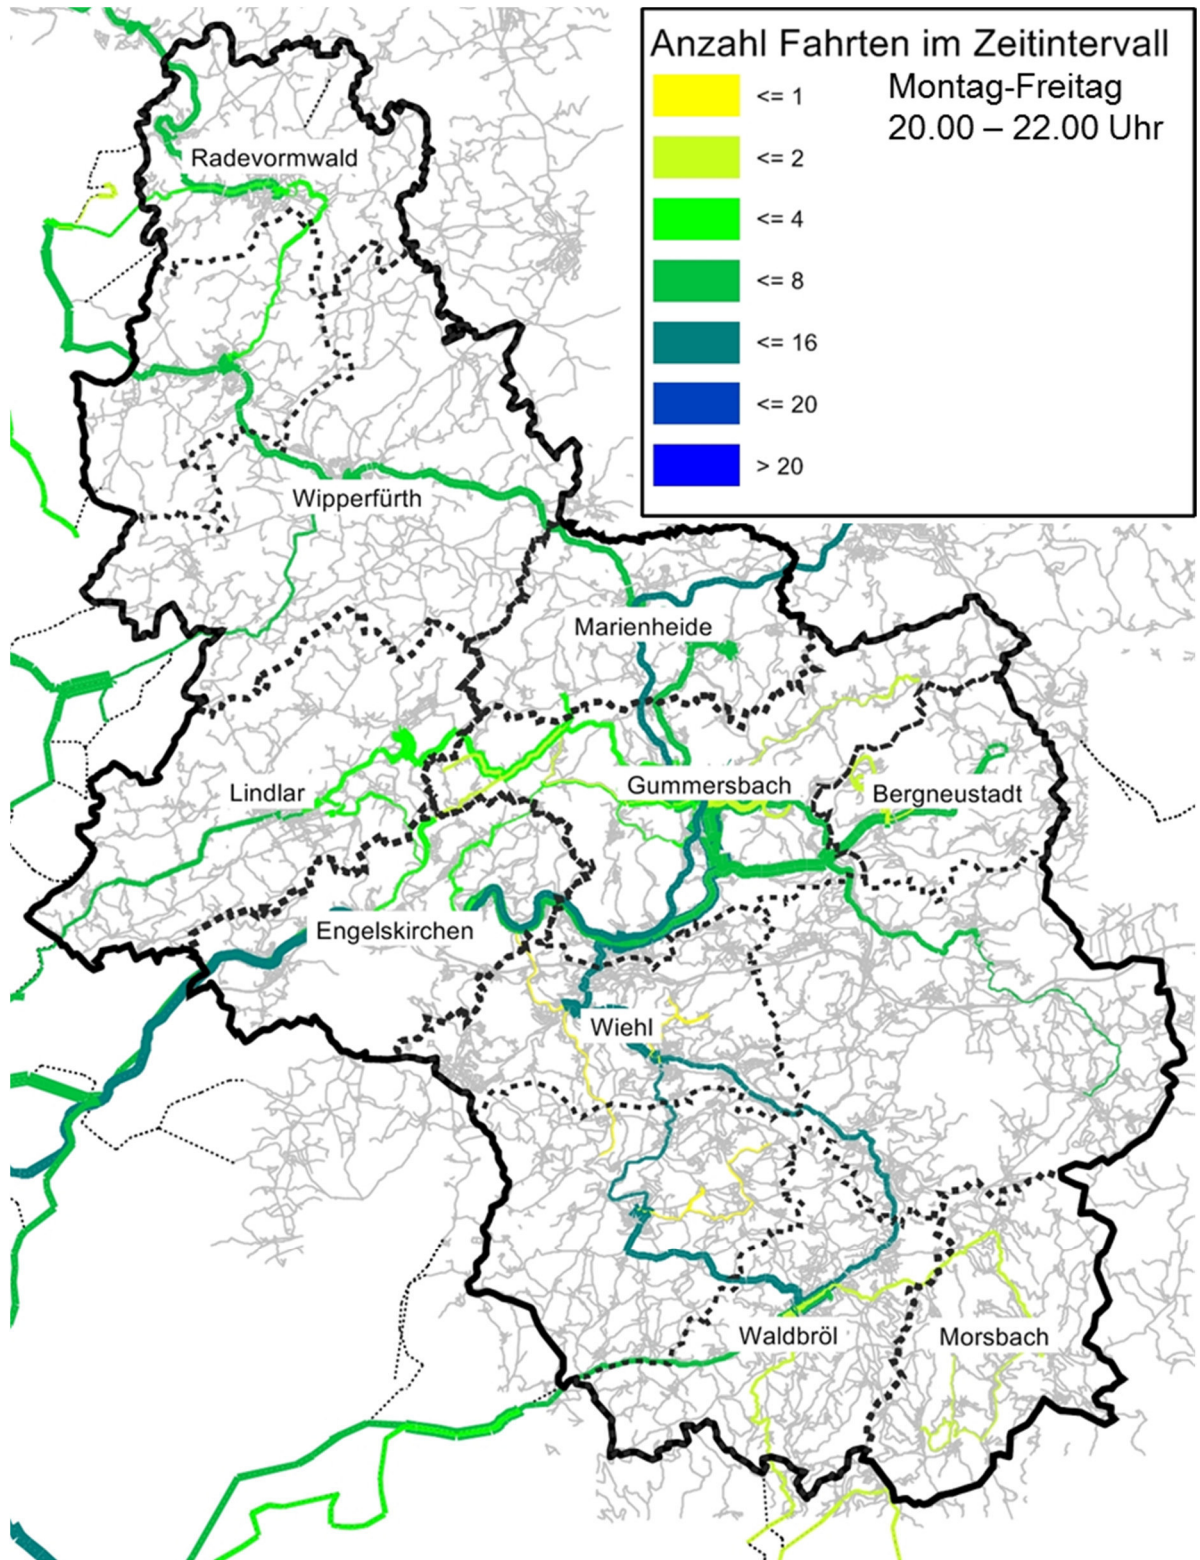 Anzahl Fahrten im Zeitintervall
Montag-Freitag
20.00 – 22.00 Uhr
<= 1
<= 2
<= 4
<= 8
<= 16
<= 20
> 20
Radevormwald
Wipperfürth
Marienheide
Lindlar
Gummersbach
Bergneustadt
Engelskirchen
Wiehl
Waldbröl
Morsbach